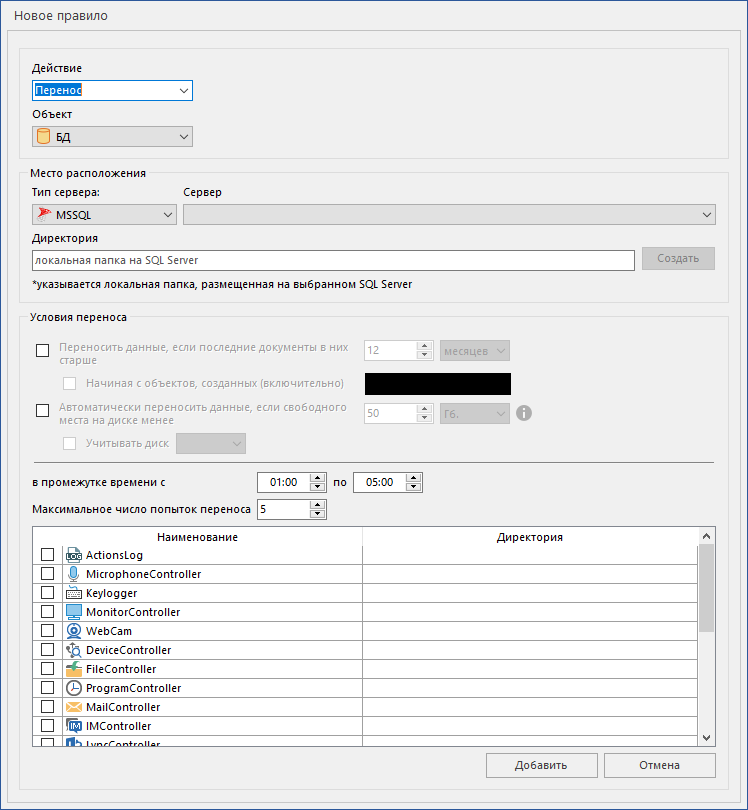 Новое правило
Действие
Перенос
Объект
БД
Место расположения
Тип сервера:
Сервер
MSSQL
Директория
локальная папка на SQL Server
Создать
*указывается локальная папка, размещенная на выбранном SQL Server
Условия переноса
Переносить данные, если последние документы в них
старше
12
месяцев
Начиная с объектов, созданных (включительно)
Автоматически переносить данные, если свободного
места на диске менее
50
Гб.
Учитывать диск
в промежутке времени с
01:00
по
05:00
Максимальное число попыток переноса
5
Наименование
Директория
LOG
ActionsLog
MicrophoneController
Keylogger
MonitorController
WebCam
DeviceController
FileController
ProgramController
MailController
IM
IMController
LyncController
Добавить
Отмена